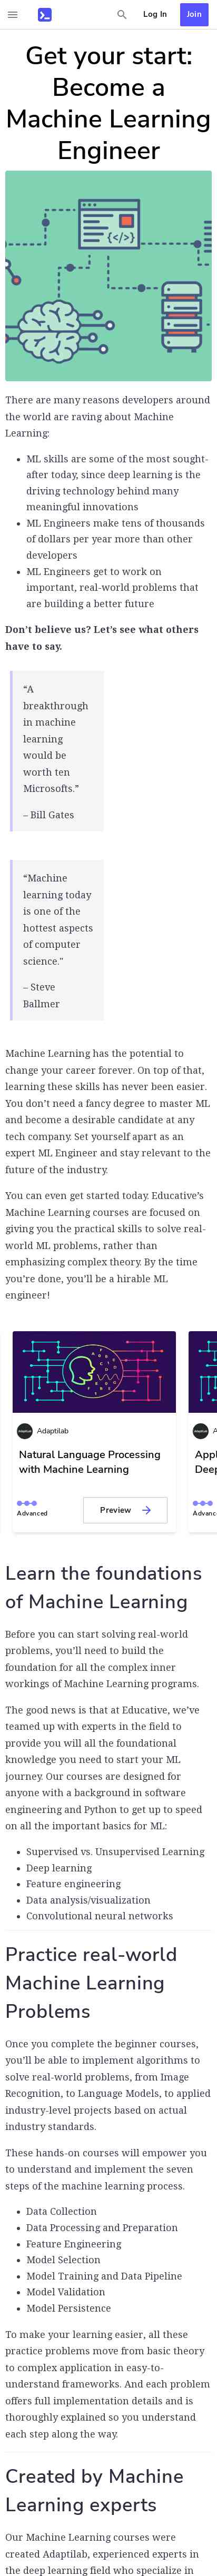 Log In
Join
Get your start:
Become a
Machine Learning
Engineer
</>
There are many reasons developers around
the world are raving about Machine
Learning:
• ML skills are some of the most sought-
after today, since deep learning is the
driving technology behind many
meaningful innovations
• ML Engineers make tens of thousands
of dollars per year more than other
developers
• ML Engineers get to work on
important, real-world problems that
are building a better future
Don’t believe us? Let’s see what others
have to say.
“A
breakthrough
in machine
learning
would be
worth ten
Microsofts.”
– Bill Gates
“Machine
learning today
is one of the
hottest aspects
of computer
science."
– Steve
Ballmer
Machine Learning has the potential to
change your career forever. On top of that,
learning these skills has never been easier.
You don’t need a fancy degree to master ML
and become a desirable candidate at any
tech company. Set yourself apart as an
expert ML Engineer and stay relevant to the
future of the industry.
You can even get started today. Educative’s
Machine Learning courses are focused on
giving you the practical skills to solve real-
world ML problems, rather than
emphasizing complex theory. By the time
you’re done, you’ll be a hirable ML
engineer!
Adaptilab
A
Natural Language Processing
with Machine Learning
Appl
Deep
Advanced
Preview
Advanc
Learn the foundations
of Machine Learning
Before you can start solving real-world
problems, you’ll need to build the
foundation for all the complex inner
workings of Machine Learning programs.
The good news is that at Educative, we’ve
teamed up with experts in the field to
provide you will all the foundational
knowledge you need to start your ML
journey. Our courses are designed for
anyone with a background in software
engineering and Python to get up to speed
on all the important basics for ML:
• Supervised vs. Unsupervised Learning
• Deep learning
• Feature engineering
• Data analysis/visualization
• Convolutional neural networks
Practice real-world
Machine Learning
Problems
Once you complete the beginner courses,
you’ll be able to implement algorithms to
solve real-world problems, from Image
Recognition, to Language Models, to applied
industry-level projects based on actual
industry standards.
These hands-on courses will empower you
to understand and implement the seven
steps of the machine learning process.
• Data Collection
• Data Processing and Preparation
• Feature Engineering
• Model Selection
• Model Training and Data Pipeline
• Model Validation
• Model Persistence
To make your learning easier, all these
practice problems move from basic theory
to complex application in easy-to-
understand frameworks. And each problem
offers full implementation details and is
thoroughly explained so you understand
each step along the way.
Created by Machine
Learning experts
Our Machine Learning courses were
created Adaptilab, experienced experts in
the deep learning field who specialize in